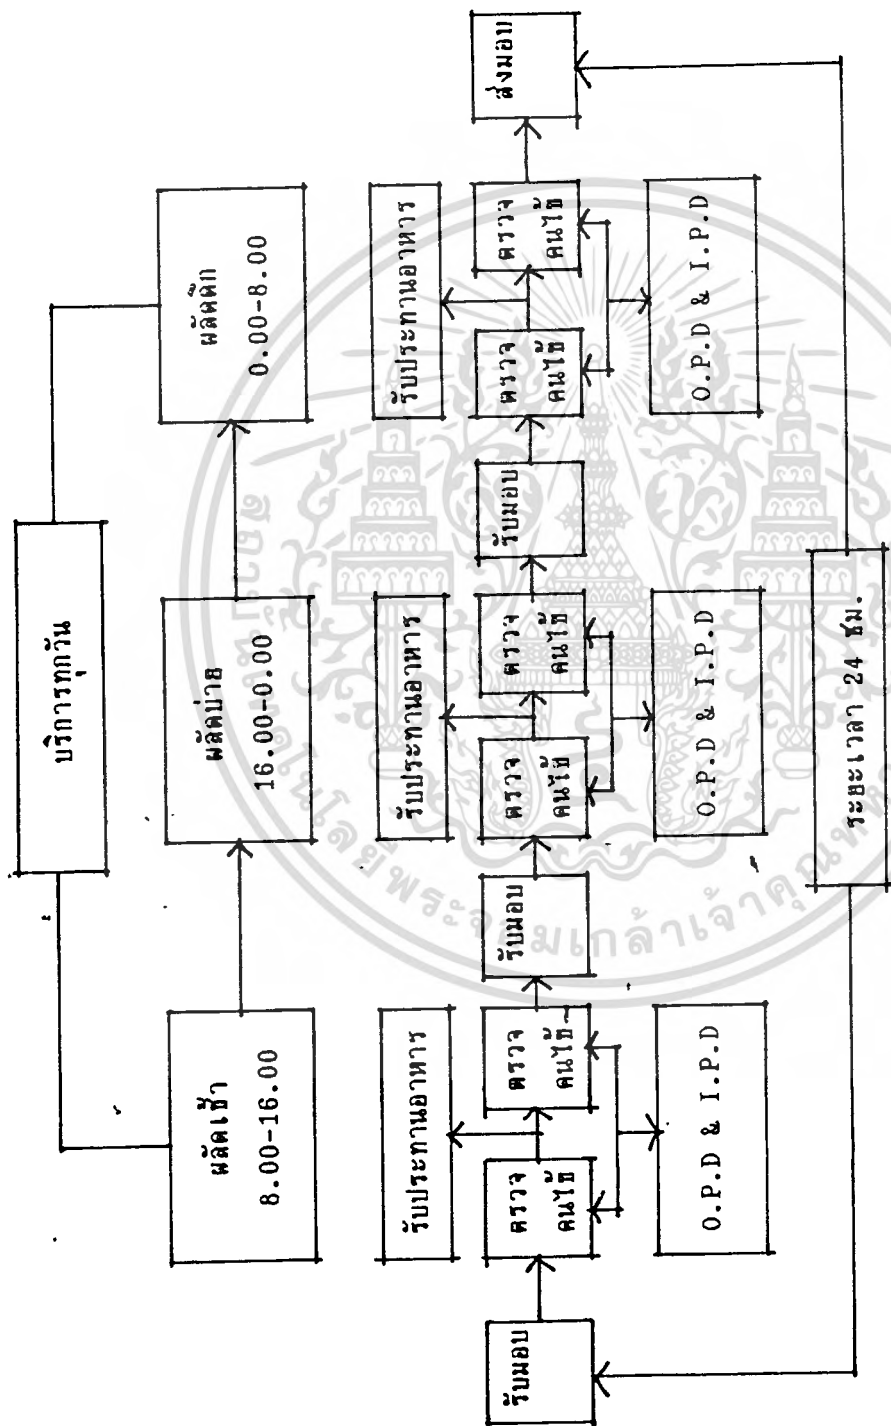 บริการทุกวัน
ผลัดเช้า
8.00-16.00
ผลัดบ่าย
16.00-0.00
ผลัดดึก
0.00-8.00
รับประทานอาหาร
รับประทานอาหาร
รับประทานอาหาร
รับมอบ
ตรวจ
คนไข้
ตรวจ
คนไข้
รับมอบ
ตรวจ
คนไข้
ตรวจ
คนไข้
รับมอบ
ตรวจ
คนไข้
ตรวจ
คนไข้
ส่งมอบ
O.P.D & I.P.D
O.P.D & I.P.D
O.P.D & I.P.D
ระยะเวลา 24 ชม.